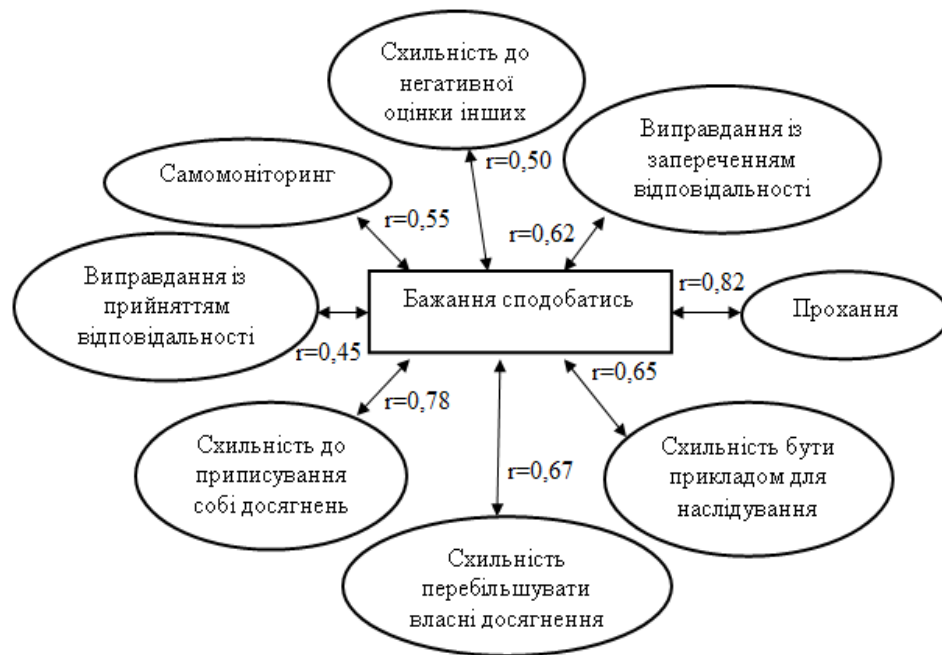 Схильність до
негативної
оцінки інших
r=0,50
Виправдання із
запереченням
відповідальності
r=0,62
Самомоніторинг
r=0,55
Виправдання із
прийняттям
відповідальності
r=0,45
Бажання сподобатись
r=0,82
Прохання
r=0,78
Схильність до
приписування
собі досягнень
r=0,67
Схильність
перебільшувати
власні досягнення
r=0,65
Схильність бути
прикладом для
наслідування